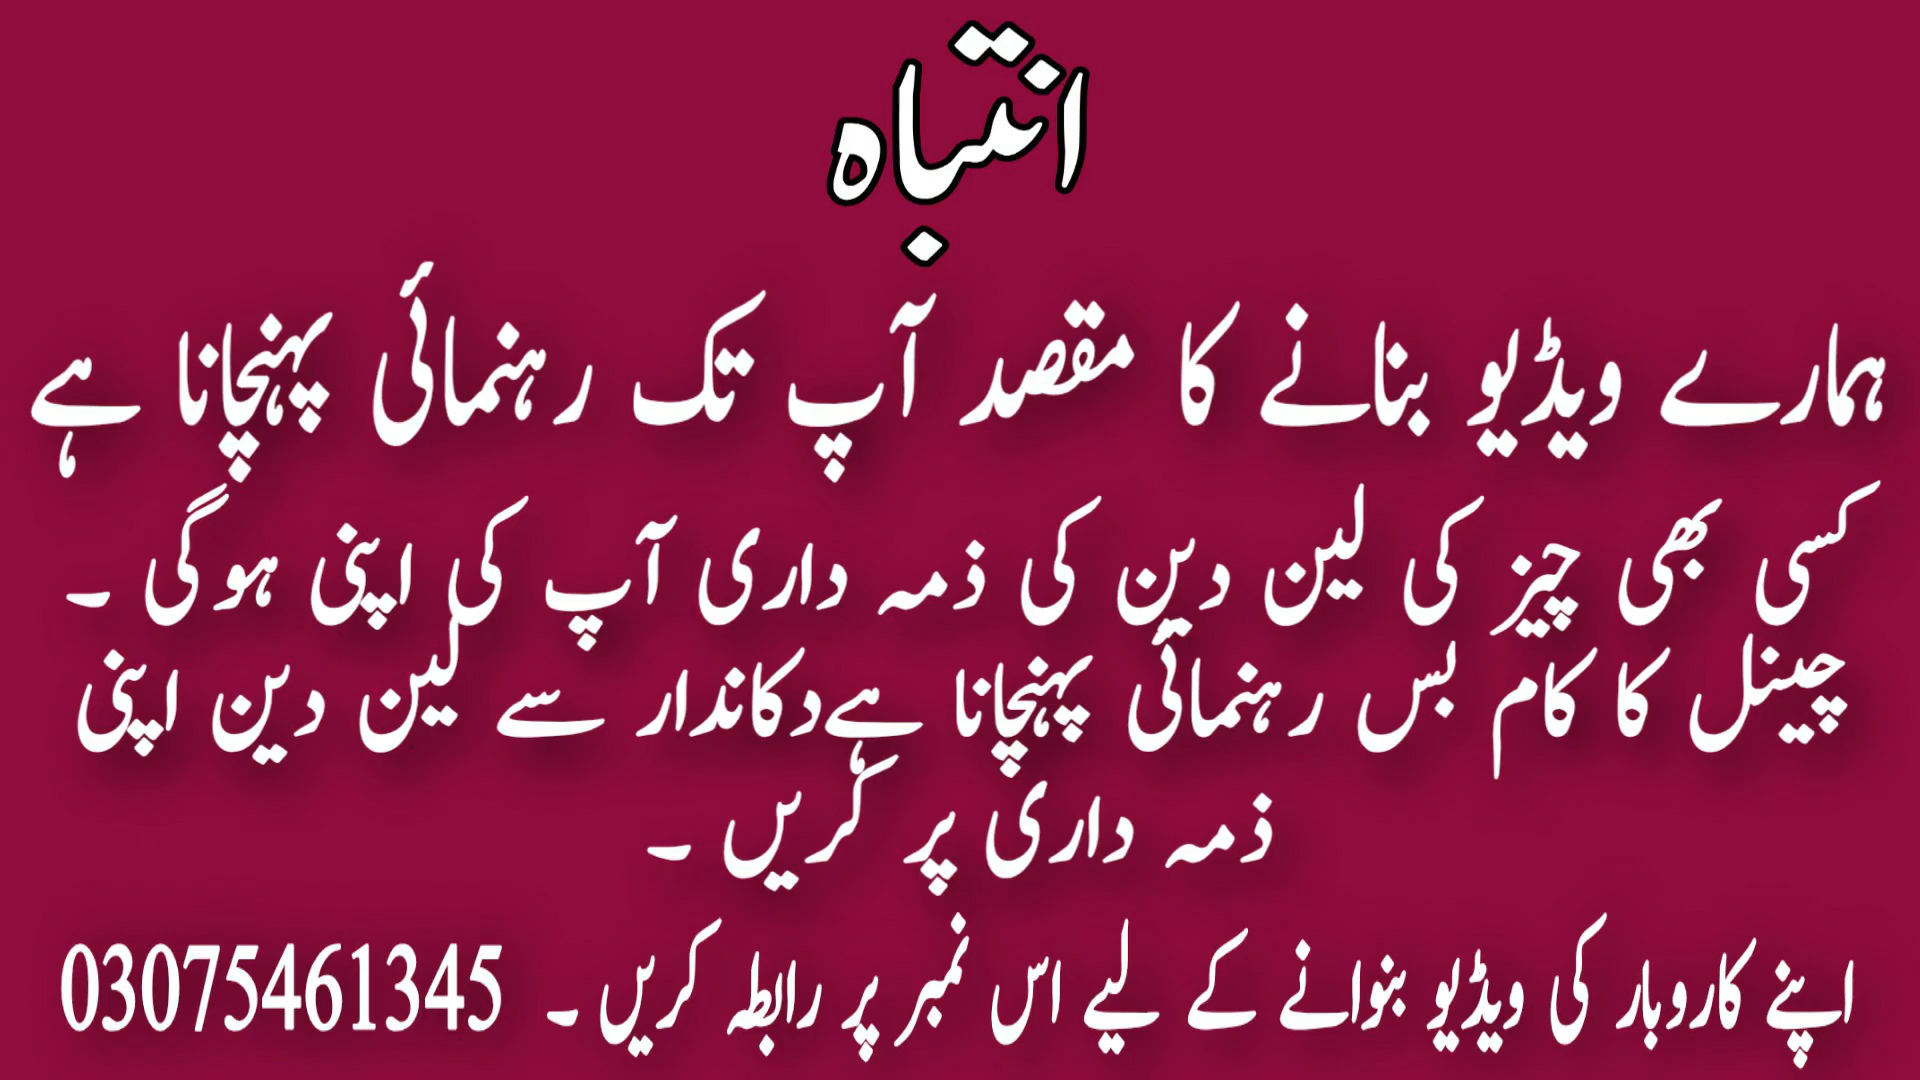 انتباہ
ہمارے ویڈیو بنانے کا مقصد آپ تک رہنمائی پہنچانا ہے
کسی بھی چیز کی لین دین کی ذمہ داری آپ کی اپنی ہوگی ۔
چینل کا کام بس رہنمائی پہنچانا ہےدکاندار سے لین دین اپنی
ذمہ داری پر کریں ۔
اپنے کاروبار کی ویڈیو بنوانے کے لیے اس نمبر پر رابطہ کریں ۔ 03075461345